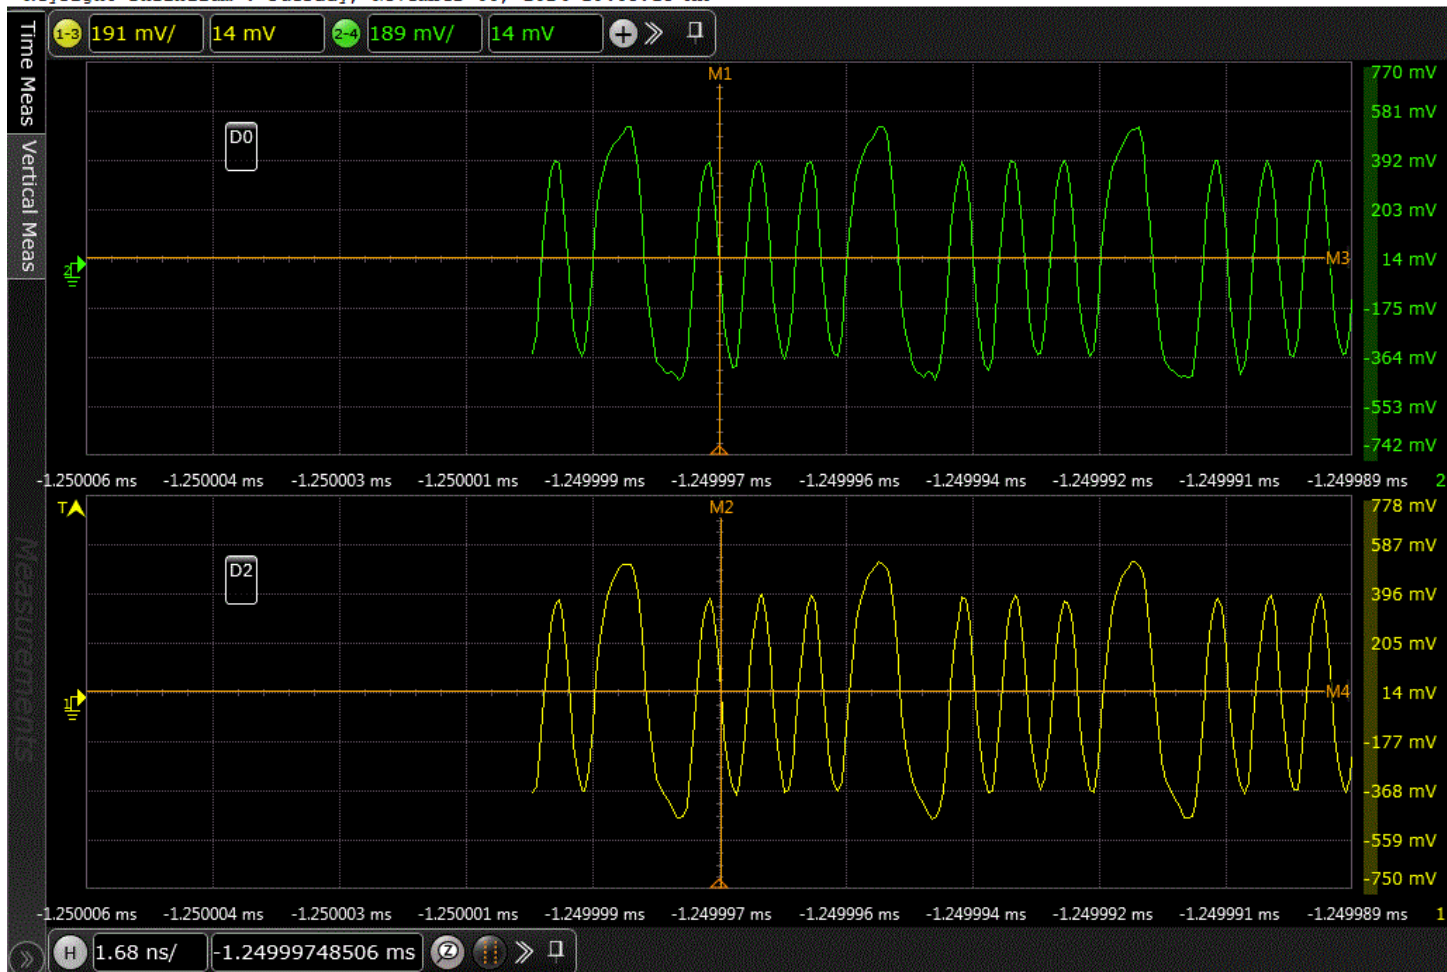 1-3 191 mV/ 14 mV 2-4 189 mV/ 14 mV
Time Meas
Vertical Meas
Measurements
M1
D0
770 mV
581 mV
392 mV
203 mV
M3
14 mV
-175 mV
-364 mV
-553 mV
-742 mV
2
-1.250006 ms -1.250004 ms -1.250003 ms -1.250001 ms -1.249999 ms -1.249997 ms -1.249996 ms -1.249994 ms -1.249992 ms -1.249991 ms -1.249989 ms 2
T
M2
D2
778 mV
587 mV
396 mV
205 mV
M4
14 mV
-177 mV
-368 mV
-559 mV
-750 mV
1
-1.250006 ms -1.250004 ms -1.250003 ms -1.250001 ms -1.249999 ms -1.249997 ms -1.249996 ms -1.249994 ms -1.249992 ms -1.249991 ms -1.249989 ms 1
H 1.68 ns/ -1.24999748506 ms Z